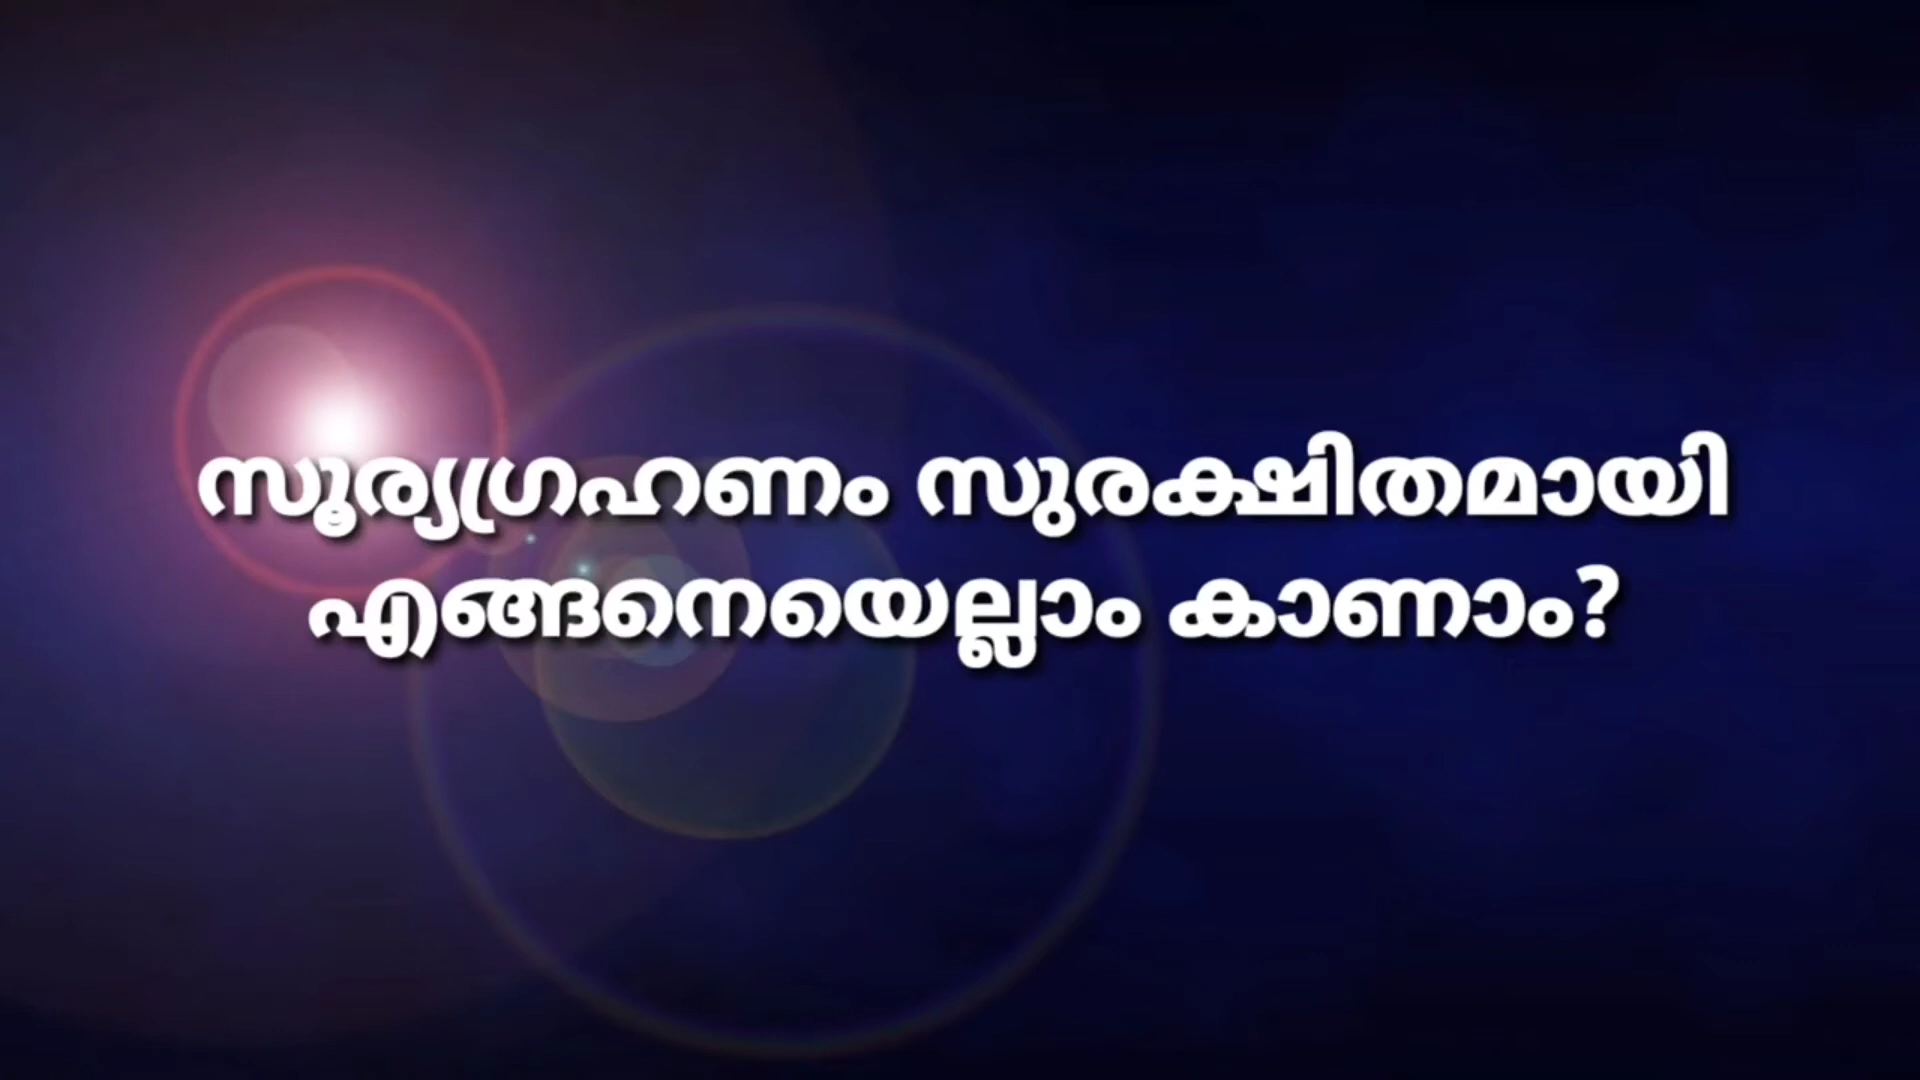 സൂര്യഗ്രഹണം സുരക്ഷിതമായി
എങ്ങനെയെല്ലാം കാണാം?